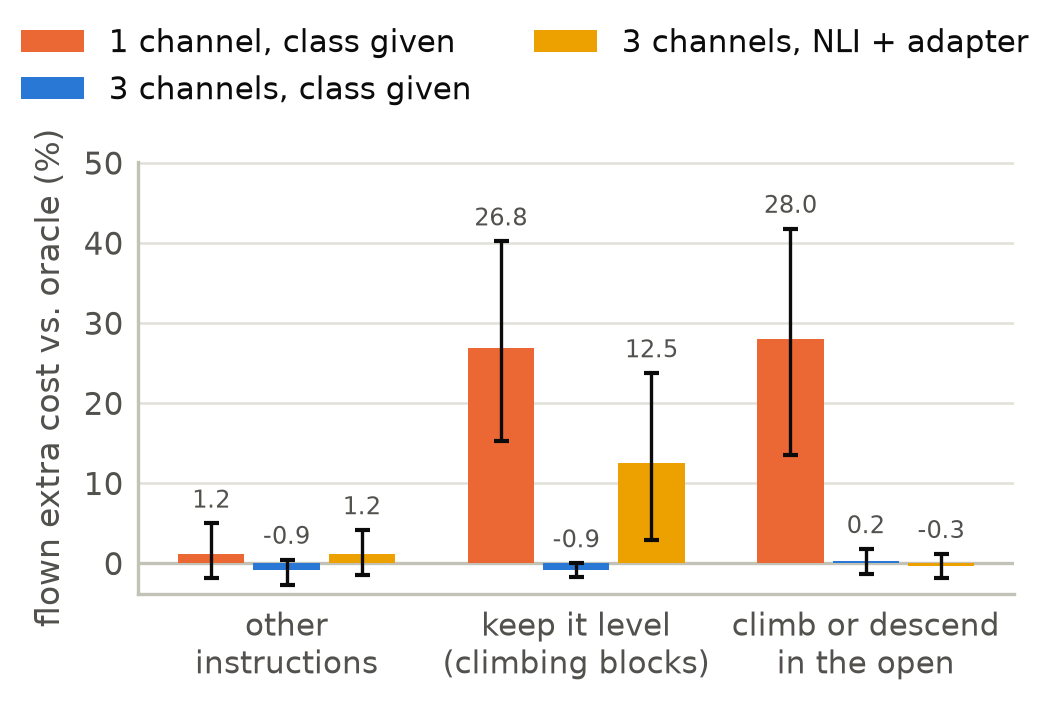 1 channel, class given
3 channels, NLI + adapter
3 channels, class given
flown extra cost vs. oracle (%)
50
40
30
20
10
0
1.2
-0.9
1.2
26.8
-0.9
12.5
28.0
0.2
-0.3
other
instructions
keep it level
(climbing blocks)
climb or descend
in the open